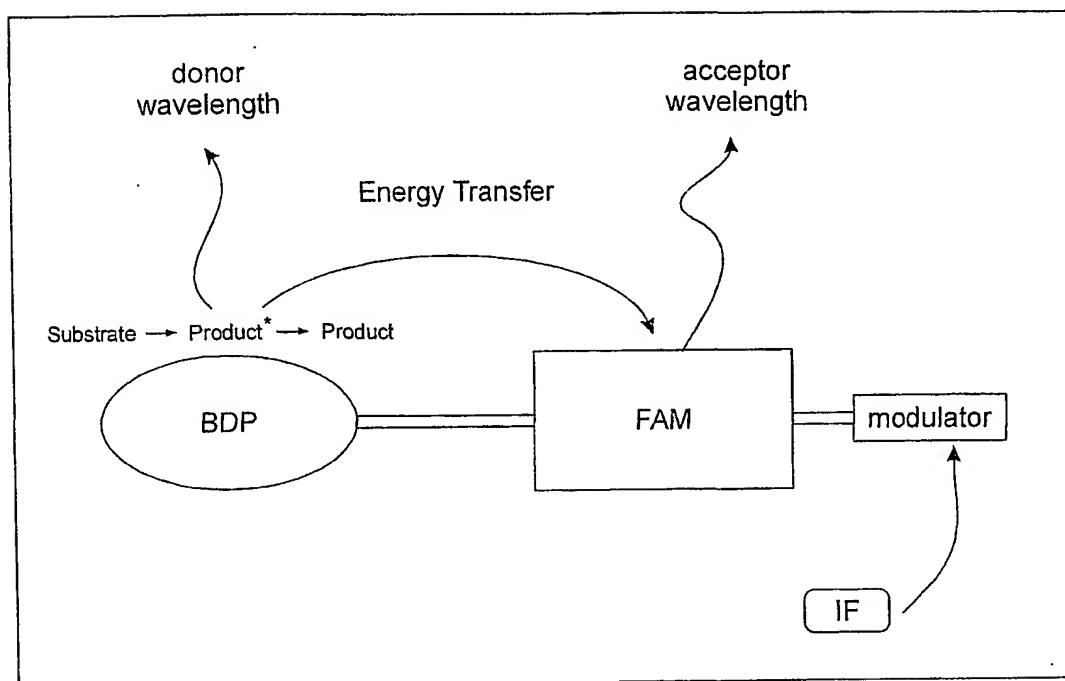 donor
wavelength
acceptor
wavelength
Energy Transfer
Substrate → Product* → Product
BDP
FAM
modulator
IF